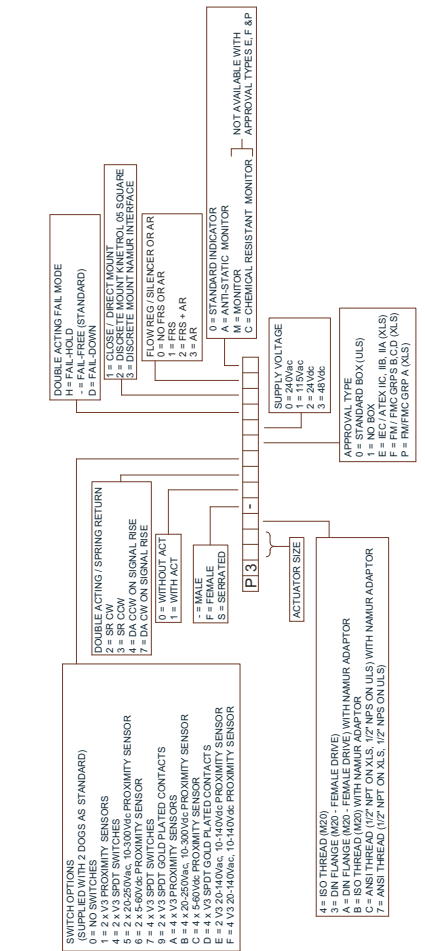 SWITCH OPTIONS
(SUPPLIED WITH 2 DOGS AS STANDARD)
0 = NO SWITCHES
1 = 2 x V3 PROXIMITY SENSORS
4 = 2 x V3 SPDT SWITCHES
5 = 2 x 20-250Vac, 10-300Vdc PROXIMITY SENSOR
6 = 2 x 5-60Vdc PROXIMITY SENSOR
7 = 4 x V3 SPDT SWITCHES
9 = 2 x V3 SPDT GOLD PLATED CONTACTS
A = 4 x V3 PROXIMITY SENSORS
B = 4 x 20-250Vac, 10-300Vdc PROXIMITY SENSOR
C = 4 x 5-60Vdc PROXIMITY SENSOR
D = 4 x V3 SPDT GOLD PLATED CONTACTS
E = 2 V3 20-140Vac, 10-140Vdc PROXIMITY SENSOR
F = 4 V3 20-140Vac, 10-140Vdc PROXIMITY SENSOR
DOUBLE ACTING / SPRING RETURN
2 = SR CW
3 = SR CCW
4 = DA CCW ON SIGNAL RISE
7 = DA CW ON SIGNAL RISE
0 = WITHOUT ACT
1 = WITH ACT
- = MALE
F = FEMALE
S = SERRATED
DOUBLE ACTING FAIL MODE
H = FAIL-HOLD
- = FAIL-FREE (STANDARD)
D = FAIL-DOWN
1 = CLOSE / DIRECT MOUNT
2 = DISCRETE MOUNT KINETROL 05 SQUARE
3 = DISCRETE MOUNT NAMUR INTERFACE
FLOW REG / SILENCER OR AR
0 = NO FRS OR AR
1 = FRS
2 = FRS + AR
3 = AR
0 = STANDARD INDICATOR
A = ANTI-STATIC MONITOR
M = MONITOR
C = CHEMICAL RESISTANT MONITOR
NOT AVAILABLE WITH
APPROVAL TYPES E, F & P
P 3 -
ACTUATOR SIZE
4 = ISO THREAD (M20)
3 = DIN FLANGE (M20 - FEMALE DRIVE)
A = DIN FLANGE (M20 - FEMALE DRIVE) WITH NAMUR ADAPTOR
B = ISO THREAD (M20) WITH NAMUR ADAPTOR
C = ANSI THREAD (1/2" NPT ON XLS, 1/2" NPS ON ULS) WITH NAMUR ADAPTOR
7 = ANSI THREAD (1/2" NPT ON XLS, 1/2" NPS ON ULS)
SUPPLY VOLTAGE
0 = 240Vac
1 = 115Vac
2 = 24Vdc
3 = 48Vdc
APPROVAL TYPE
0 = STANDARD BOX (ULS)
1 = NO BOX
E = IEC / ATEX IIC, IIB, IIA (XLS)
F = FM / FMC GRPS B,C,D (XLS)
P = FM/FMC GRP A (XLS)